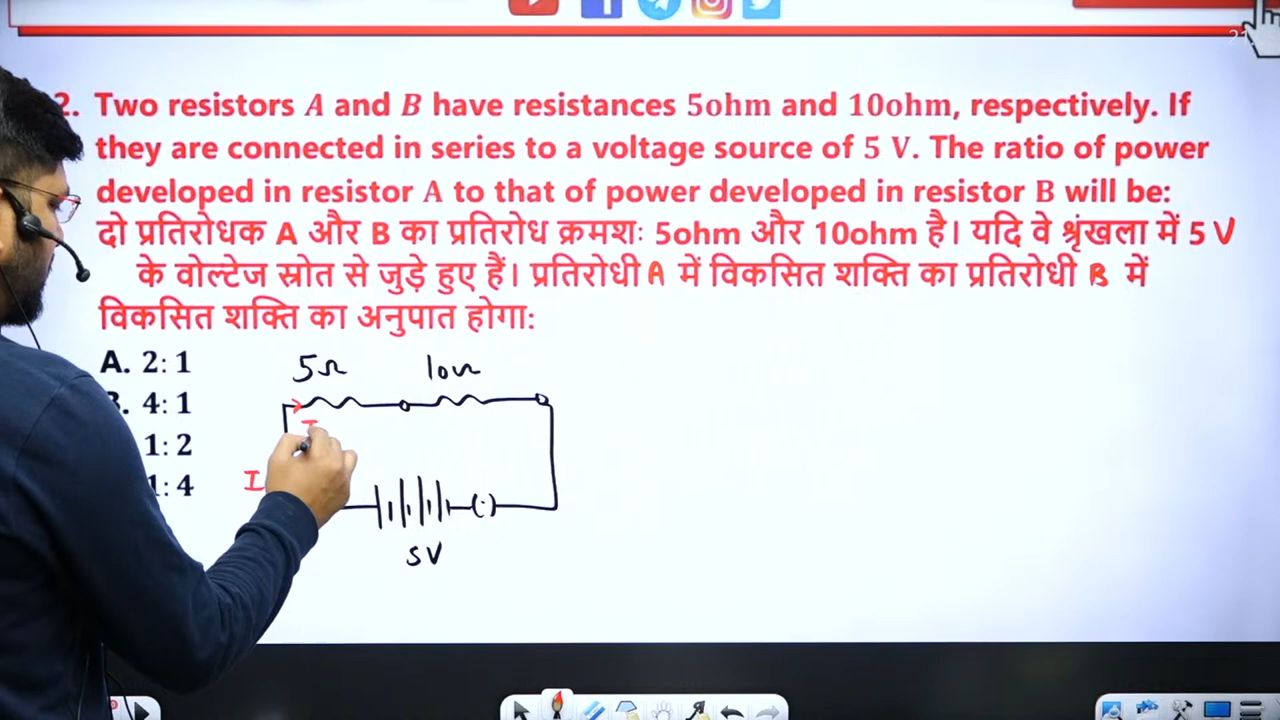 2. Two resistors A and B have resistances 5ohm and 10ohm, respectively. If
they are connected in series to a voltage source of 5 V. The ratio of power
developed in resistor A to that of power developed in resistor B will be:
दो प्रतिरोधक A और B का प्रतिरोध क्रमशः 5ohm और 10ohm है। यदि वे श्रृंखला में 5 V
के वोल्टेज स्रोत से जुड़े हुए हैं। प्रतिरोधी A में विकसित शक्ति का प्रतिरोधी B में
विकसित शक्ति का अनुपात होगा:
A. 2: 1
4: 1
1: 2
1: 4
5Ω 10Ω
I
I
5V